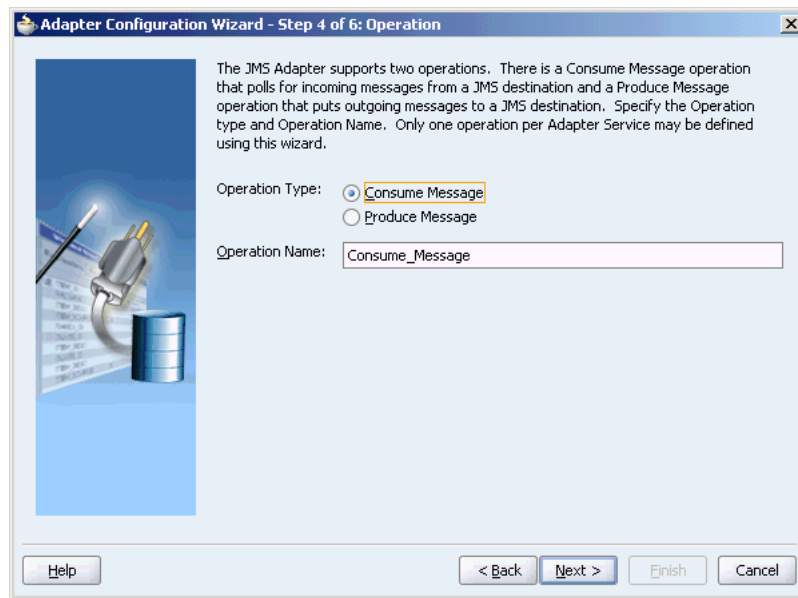 Adapter Configuration Wizard - Step 4 of 6: Operation
The JMS Adapter supports two operations. There is a Consume Message operation
that polls for incoming messages from a JMS destination and a Produce Message
operation that puts outgoing messages to a JMS destination. Specify the Operation
type and Operation Name. Only one operation per Adapter Service may be defined
using this wizard.
Operation Type:
Consume Message
Produce Message
Operation Name:
Consume_Message
Help
< Back
Next >
Finish
Cancel